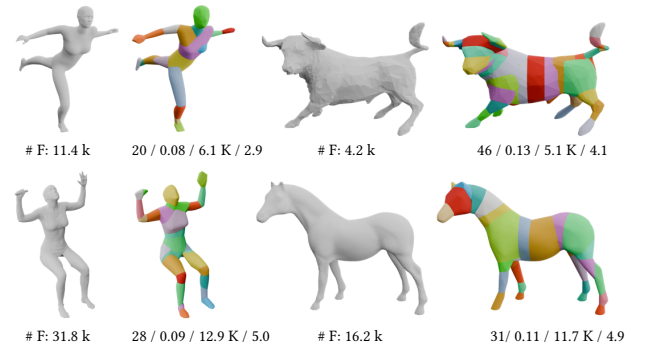 # F: 11.4 k
20 / 0.08 / 6.1 K / 2.9
# F: 4.2 k
46 / 0.13 / 5.1 K / 4.1
# F: 31.8 k
28 / 0.09 / 12.9 K / 5.0
# F: 16.2 k
31/ 0.11 / 11.7 K / 4.9